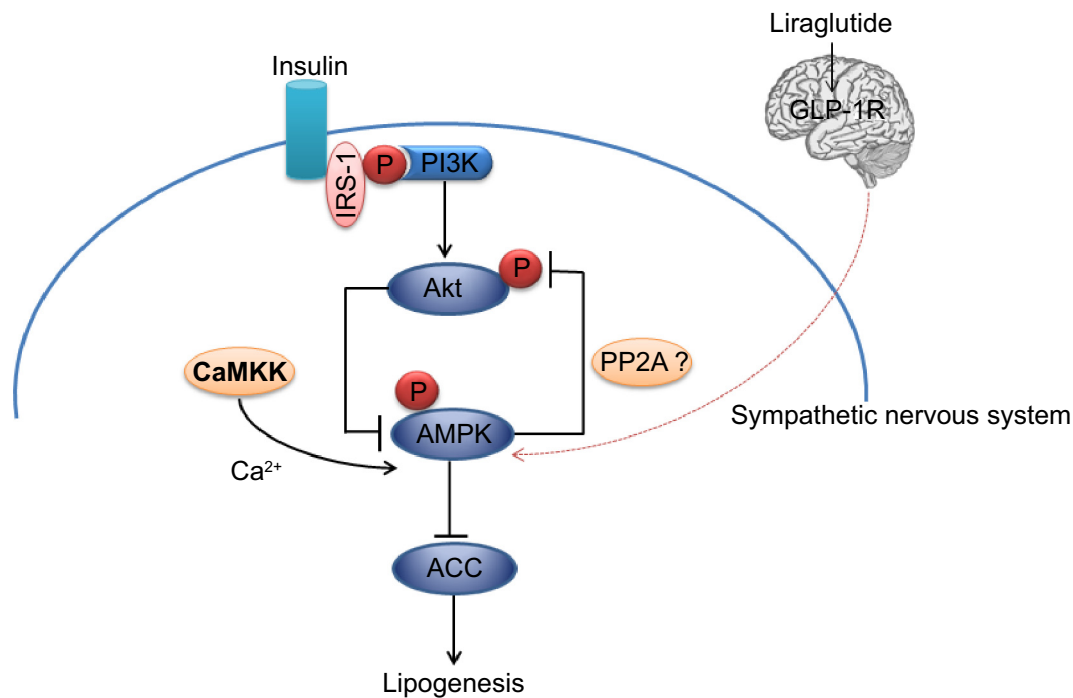 Liraglutide
GLP-1R
Insulin
IRS-1
P
PI3K
Akt
P
PP2A ?
CaMKK
P
AMPK
Sympathetic nervous system
Ca²⁺
ACC
Lipogenesis